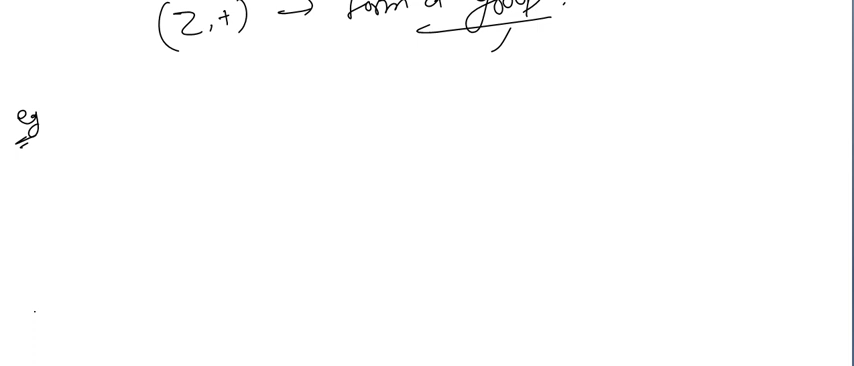 (Z,+) → form a group.
eg